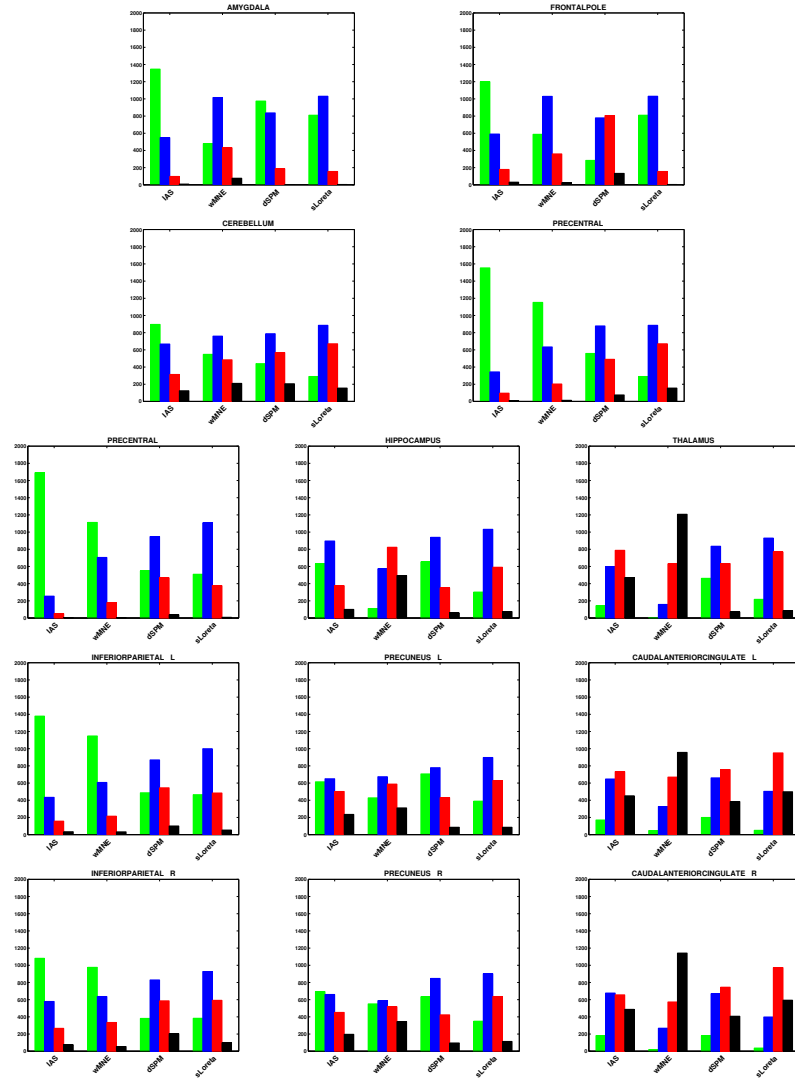 AMYGDALA
2000
1800
1600
1400
1200
1000
800
600
400
200
0
IAS
wMNE
dSPM
sLoreta
FRONTALPOLE
2000
1800
1600
1400
1200
1000
800
600
400
200
0
IAS
wMNE
dSPM
sLoreta
CEREBELLUM
2000
1800
1600
1400
1200
1000
800
600
400
200
0
IAS
wMNE
dSPM
sLoreta
PRECENTRAL
2000
1800
1600
1400
1200
1000
800
600
400
200
0
IAS
wMNE
dSPM
sLoreta
PRECENTRAL
2000
1800
1600
1400
1200
1000
800
600
400
200
0
IAS
wMNE
dSPM
sLoreta
HIPPOCAMPUS
2000
1800
1600
1400
1200
1000
800
600
400
200
0
IAS
wMNE
dSPM
sLoreta
THALAMUS
2000
1800
1600
1400
1200
1000
800
600
400
200
0
IAS
wMNE
dSPM
sLoreta
INFERIORPARIETAL L
2000
1800
1600
1400
1200
1000
800
600
400
200
0
IAS
wMNE
dSPM
sLoreta
PRECUNEUS L
2000
1800
1600
1400
1200
1000
800
600
400
200
0
IAS
wMNE
dSPM
sLoreta
CAUDALANTERIORCINGULATE L
2000
1800
1600
1400
1200
1000
800
600
400
200
0
IAS
wMNE
dSPM
sLoreta
INFERIORPARIETAL R
2000
1800
1600
1400
1200
1000
800
600
400
200
0
IAS
wMNE
dSPM
sLoreta
PRECUNEUS R
2000
1800
1600
1400
1200
1000
800
600
400
200
0
IAS
wMNE
dSPM
sLoreta
CAUDALANTERIORCINGULATE R
2000
1800
1600
1400
1200
1000
800
600
400
200
0
IAS
wMNE
dSPM
sLoreta